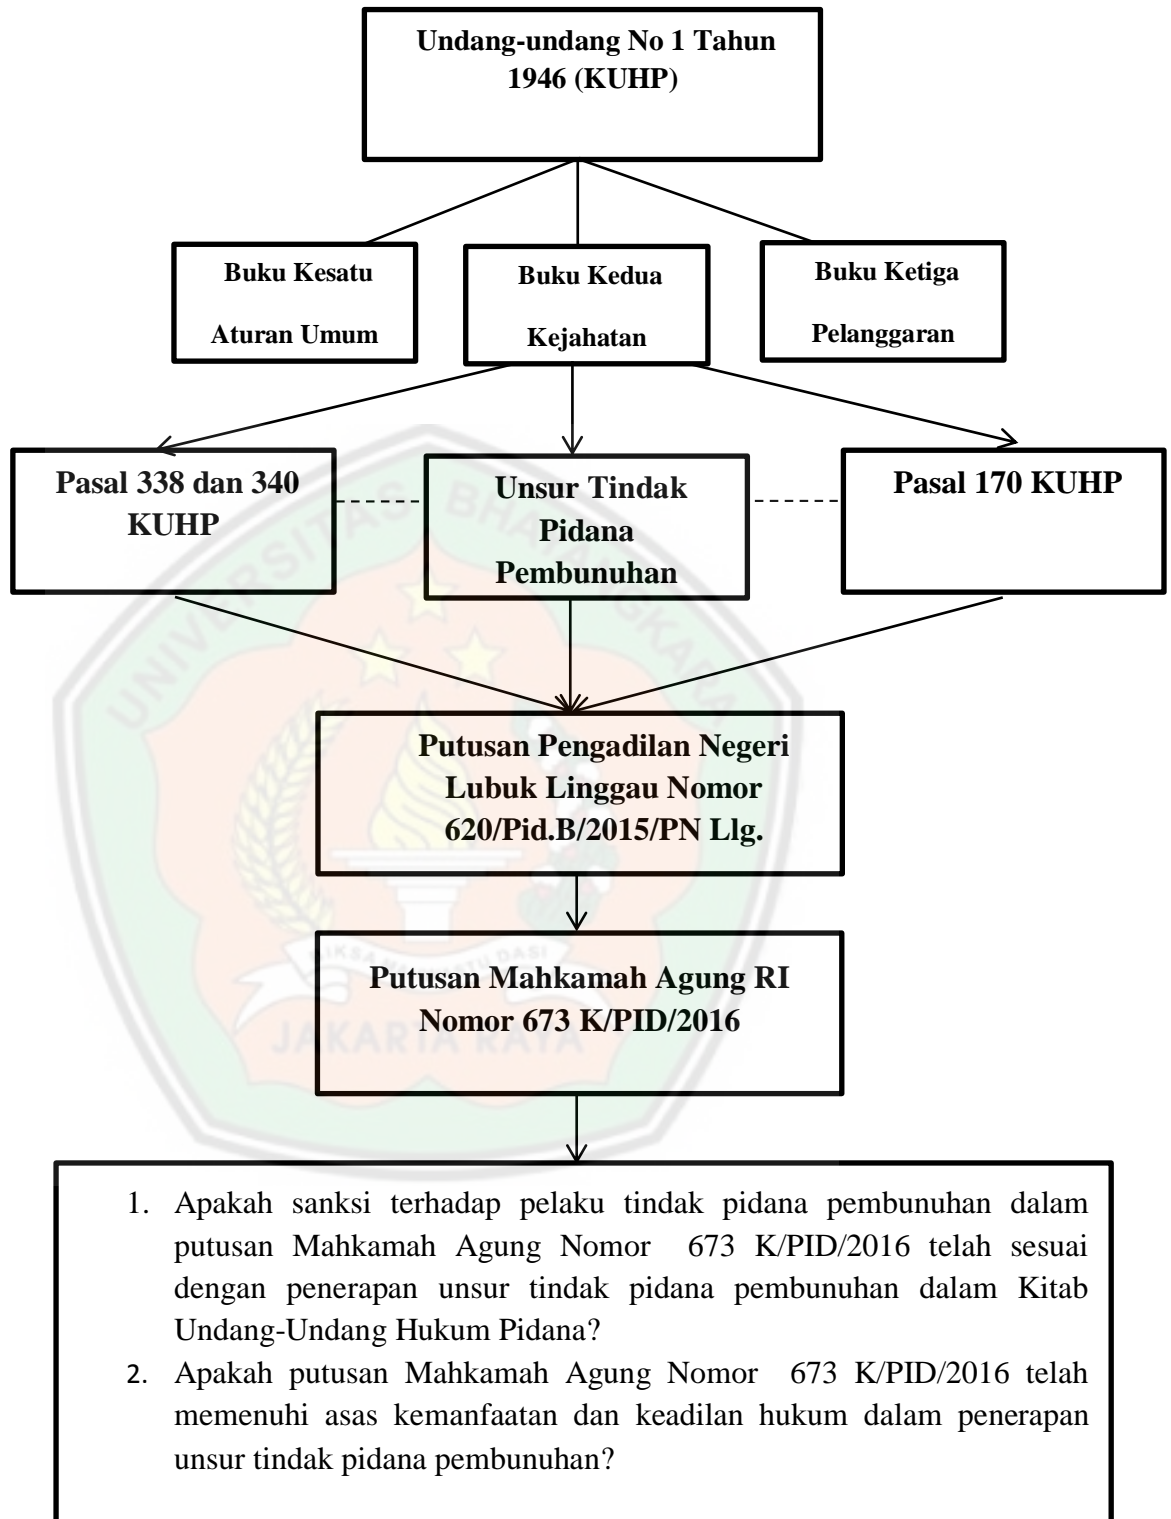 Undang-undang No 1 Tahun
1946 (KUHP)
Buku Kesatu
Aturan Umum
Buku Kedua
Kejahatan
Buku Ketiga
Pelanggaran
Pasal 338 dan 340
KUHP
Unsur Tindak
Pidana
Pembunuhan
Pasal 170 KUHP
UNIVERSITAS BHAYANGKARA
Putusan Pengadilan Negeri
Lubuk Linggau Nomor
620/Pid.B/2015/PN Llg.
Putusan Mahkamah Agung RI
Nomor 673 K/PID/2016
JAKARTA RAYA
1. Apakah sanksi terhadap pelaku tindak pidana pembunuhan dalam
putusan Mahkamah Agung Nomor 673 K/PID/2016 telah sesuai
dengan penerapan unsur tindak pidana pembunuhan dalam Kitab
Undang-Undang Hukum Pidana?
2. Apakah putusan Mahkamah Agung Nomor 673 K/PID/2016 telah
memenuhi asas kemanfaatan dan keadilan hukum dalam penerapan
unsur tindak pidana pembunuhan?